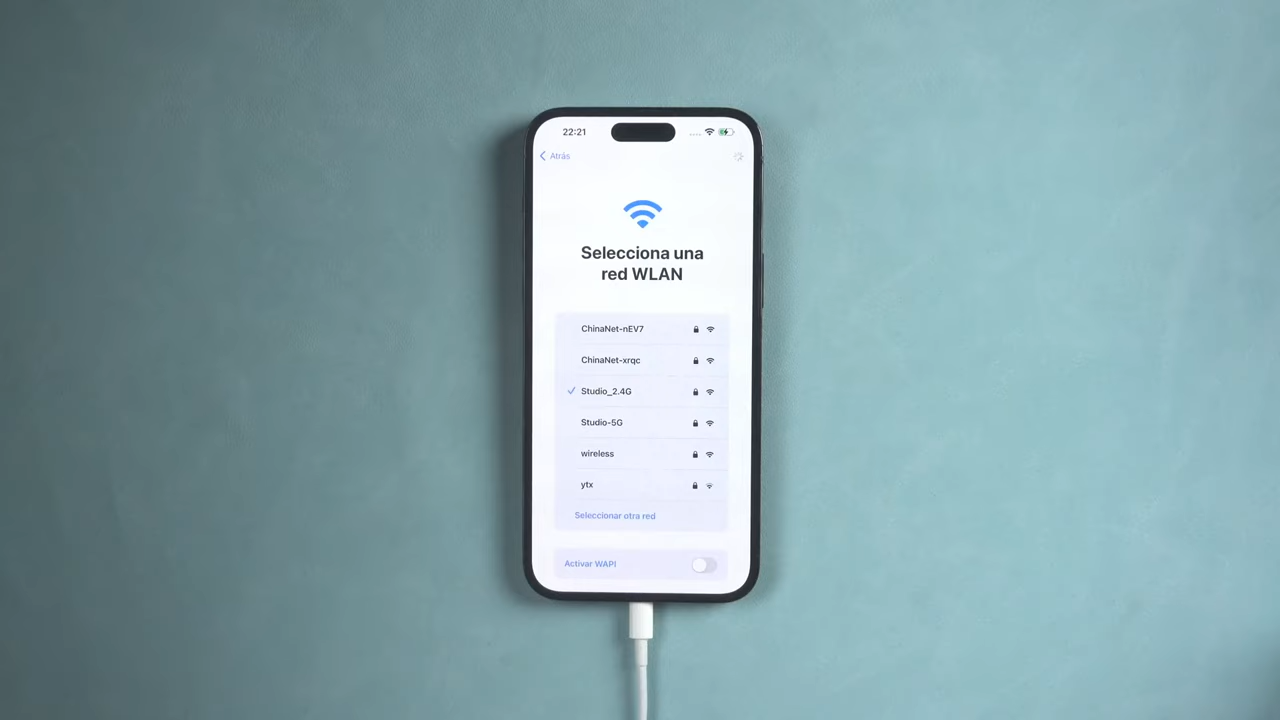 22:21
Atrás
Selecciona una
red WLAN
ChinaNet-nEV7
ChinaNet-xrqc
Studio_2.4G
Studio-5G
wireless
ytx
Seleccionar otra red
Activar WAPI